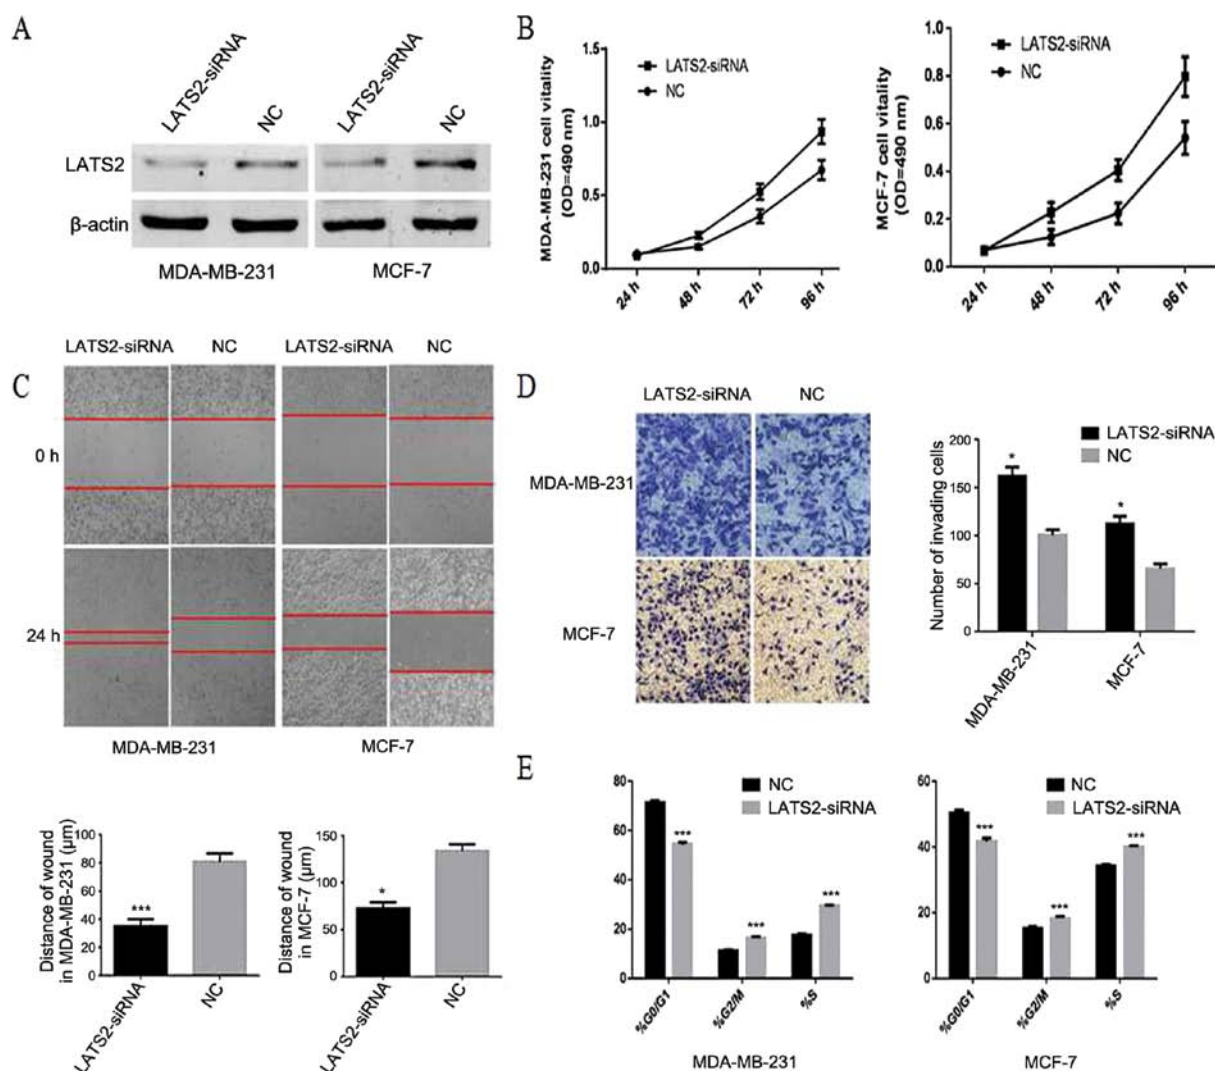 A
LATS2-siRNA
NC
LATS2-siRNA
NC
LATS2
β-actin
MDA-MB-231
MCF-7
B
MDA-MB-231 cell vitality
(OD=490 nm)
1.5
1.0
0.5
0.0
LATS2-siRNA
NC
24 h
48 h
72 h
96 h
MCF-7 cell vitality
(OD=490 nm)
1.0
0.8
0.6
0.4
0.2
0.0
LATS2-siRNA
NC
24 h
48 h
72 h
96 h
C
LATS2-siRNA
NC
LATS2-siRNA
NC
0 h
24 h
MDA-MB-231
MCF-7
Distance of wound
in MDA-MB-231 (μm)
100
80
60
40
20
0
***
LATS2-siRNA
NC
Distance of wound
in MCF-7 (μm)
150
100
50
0
*
LATS2-siRNA
NC
D
LATS2-siRNA
NC
MDA-MB-231
MCF-7
Number of invading cells
200
150
100
50
0
LATS2-siRNA
NC
*
*
MDA-MB-231
MCF-7
E
80
60
40
20
0
NC
LATS2-siRNA
***
***
***
%G0/G1
%G2/M
%S
MDA-MB-231
60
40
20
0
NC
LATS2-siRNA
***
***
***
%G0/G1
%G2/M
%S
MCF-7